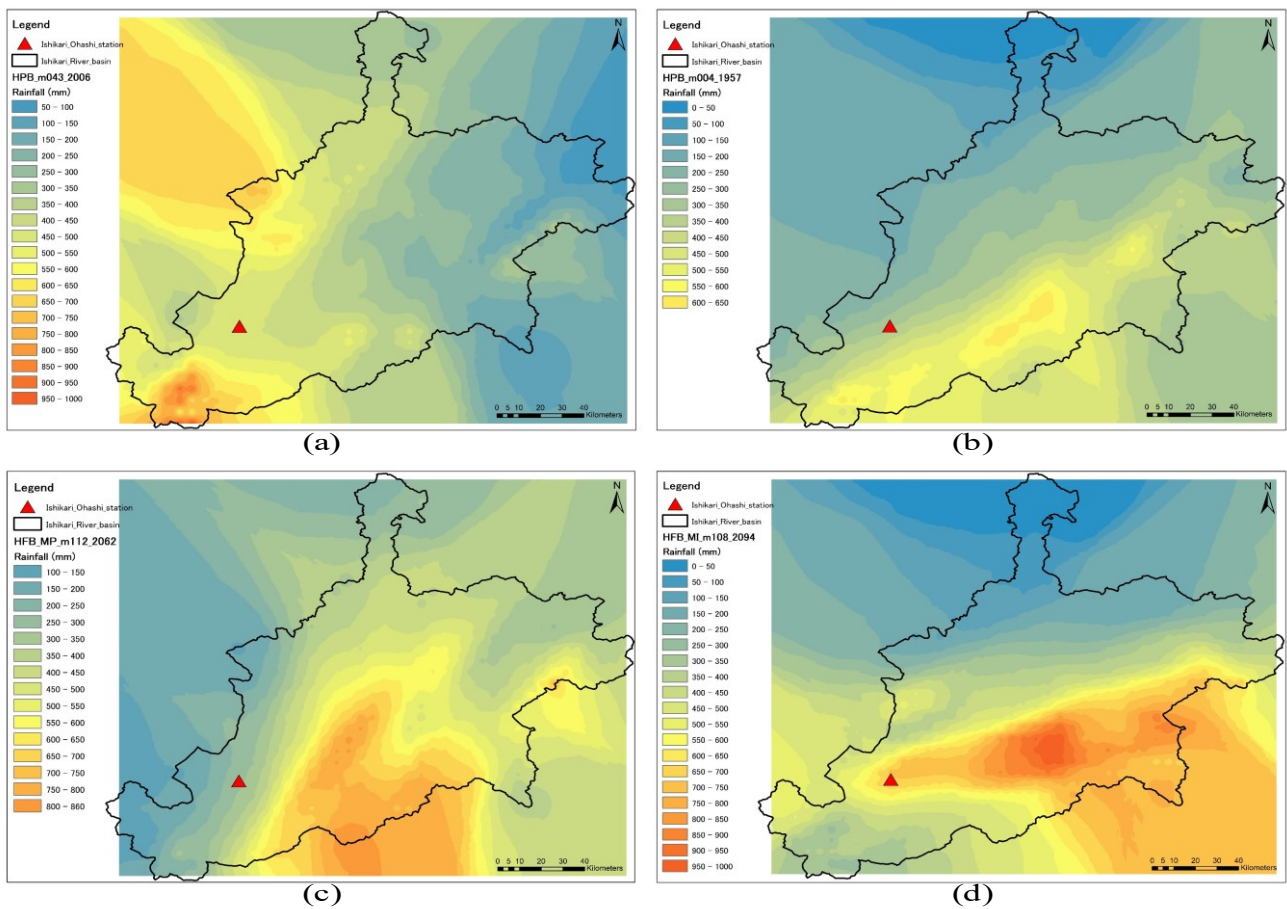 Legend
Ishikari_Ohashi_station
Ishikari_River_basin
HPB_m043_2006
Rainfall (mm)
50 - 100
100 - 150
150 - 200
200 - 250
250 - 300
300 - 350
350 - 400
400 - 450
450 - 500
500 - 550
550 - 600
600 - 650
650 - 700
700 - 750
750 - 800
800 - 850
850 - 900
900 - 950
950 - 1000
N
0 5 10 20 30 40
Kilometers
(a)
Legend
Ishikari_Ohashi_station
Ishikari_River_basin
HPB_m004_1957
Rainfall (mm)
0 - 50
50 - 100
100 - 150
150 - 200
200 - 250
250 - 300
300 - 350
350 - 400
400 - 450
450 - 500
500 - 550
550 - 600
600 - 650
N
0 5 10 20 30 40
Kilometers
(b)
Legend
Ishikari_Ohashi_station
Ishikari_River_basin
HFB_MP_m112_2062
Rainfall (mm)
100 - 150
150 - 200
200 - 250
250 - 300
300 - 350
350 - 400
400 - 450
450 - 500
500 - 550
550 - 600
600 - 650
650 - 700
700 - 750
750 - 800
800 - 860
N
0 5 10 20 30 40
Kilometers
(c)
Legend
Ishikari_Ohashi_station
Ishikari_River_basin
HFB_MI_m108_2094
Rainfall (mm)
0 - 50
50 - 100
100 - 150
150 - 200
200 - 250
250 - 300
300 - 350
350 - 400
400 - 450
450 - 500
500 - 550
550 - 600
600 - 650
650 - 700
700 - 750
750 - 800
800 - 850
850 - 900
900 - 950
950 - 1000
N
0 5 10 20 30 40
Kilometers
(d)